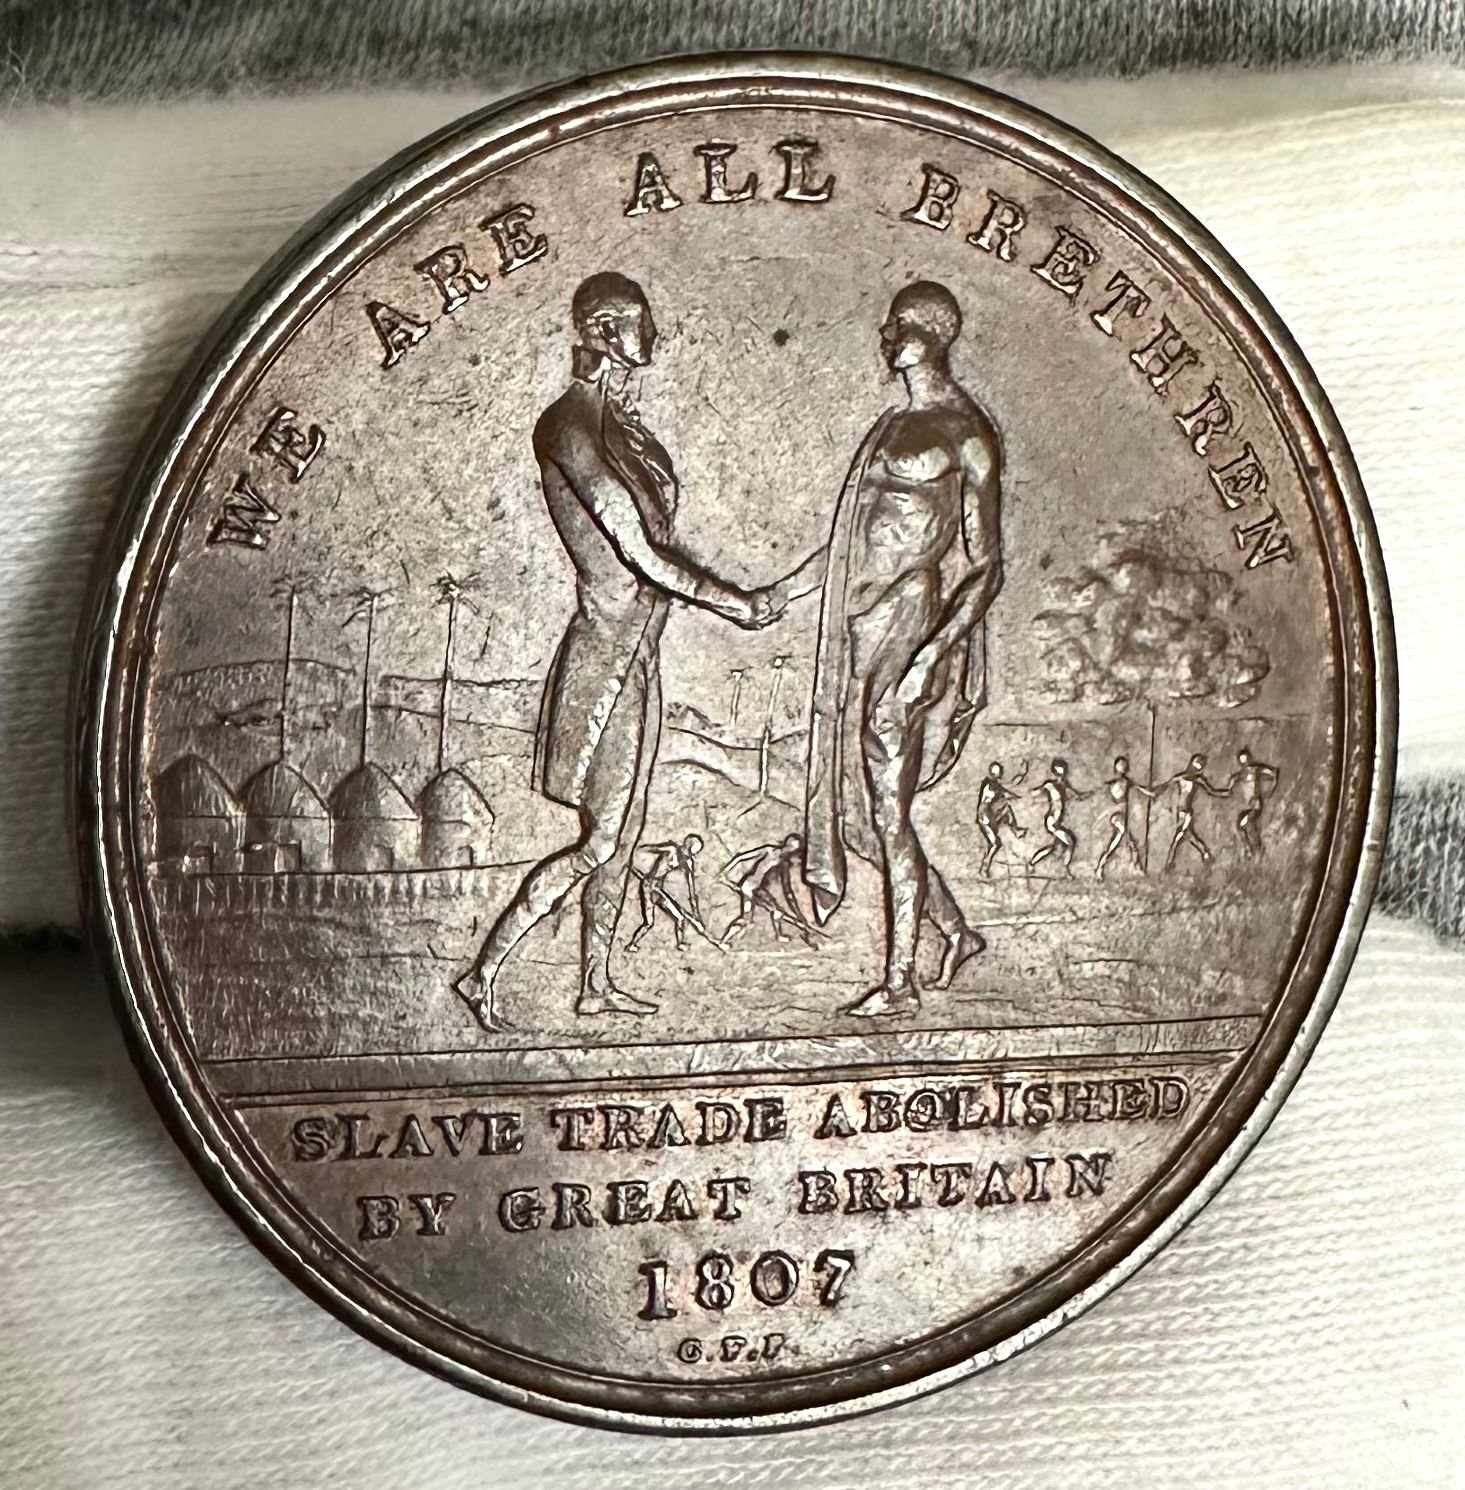 WE ARE ALL BRETHREN
SLAVE TRADE ABOLISHED
BY GREAT BRITAIN
1807
G.F.P.